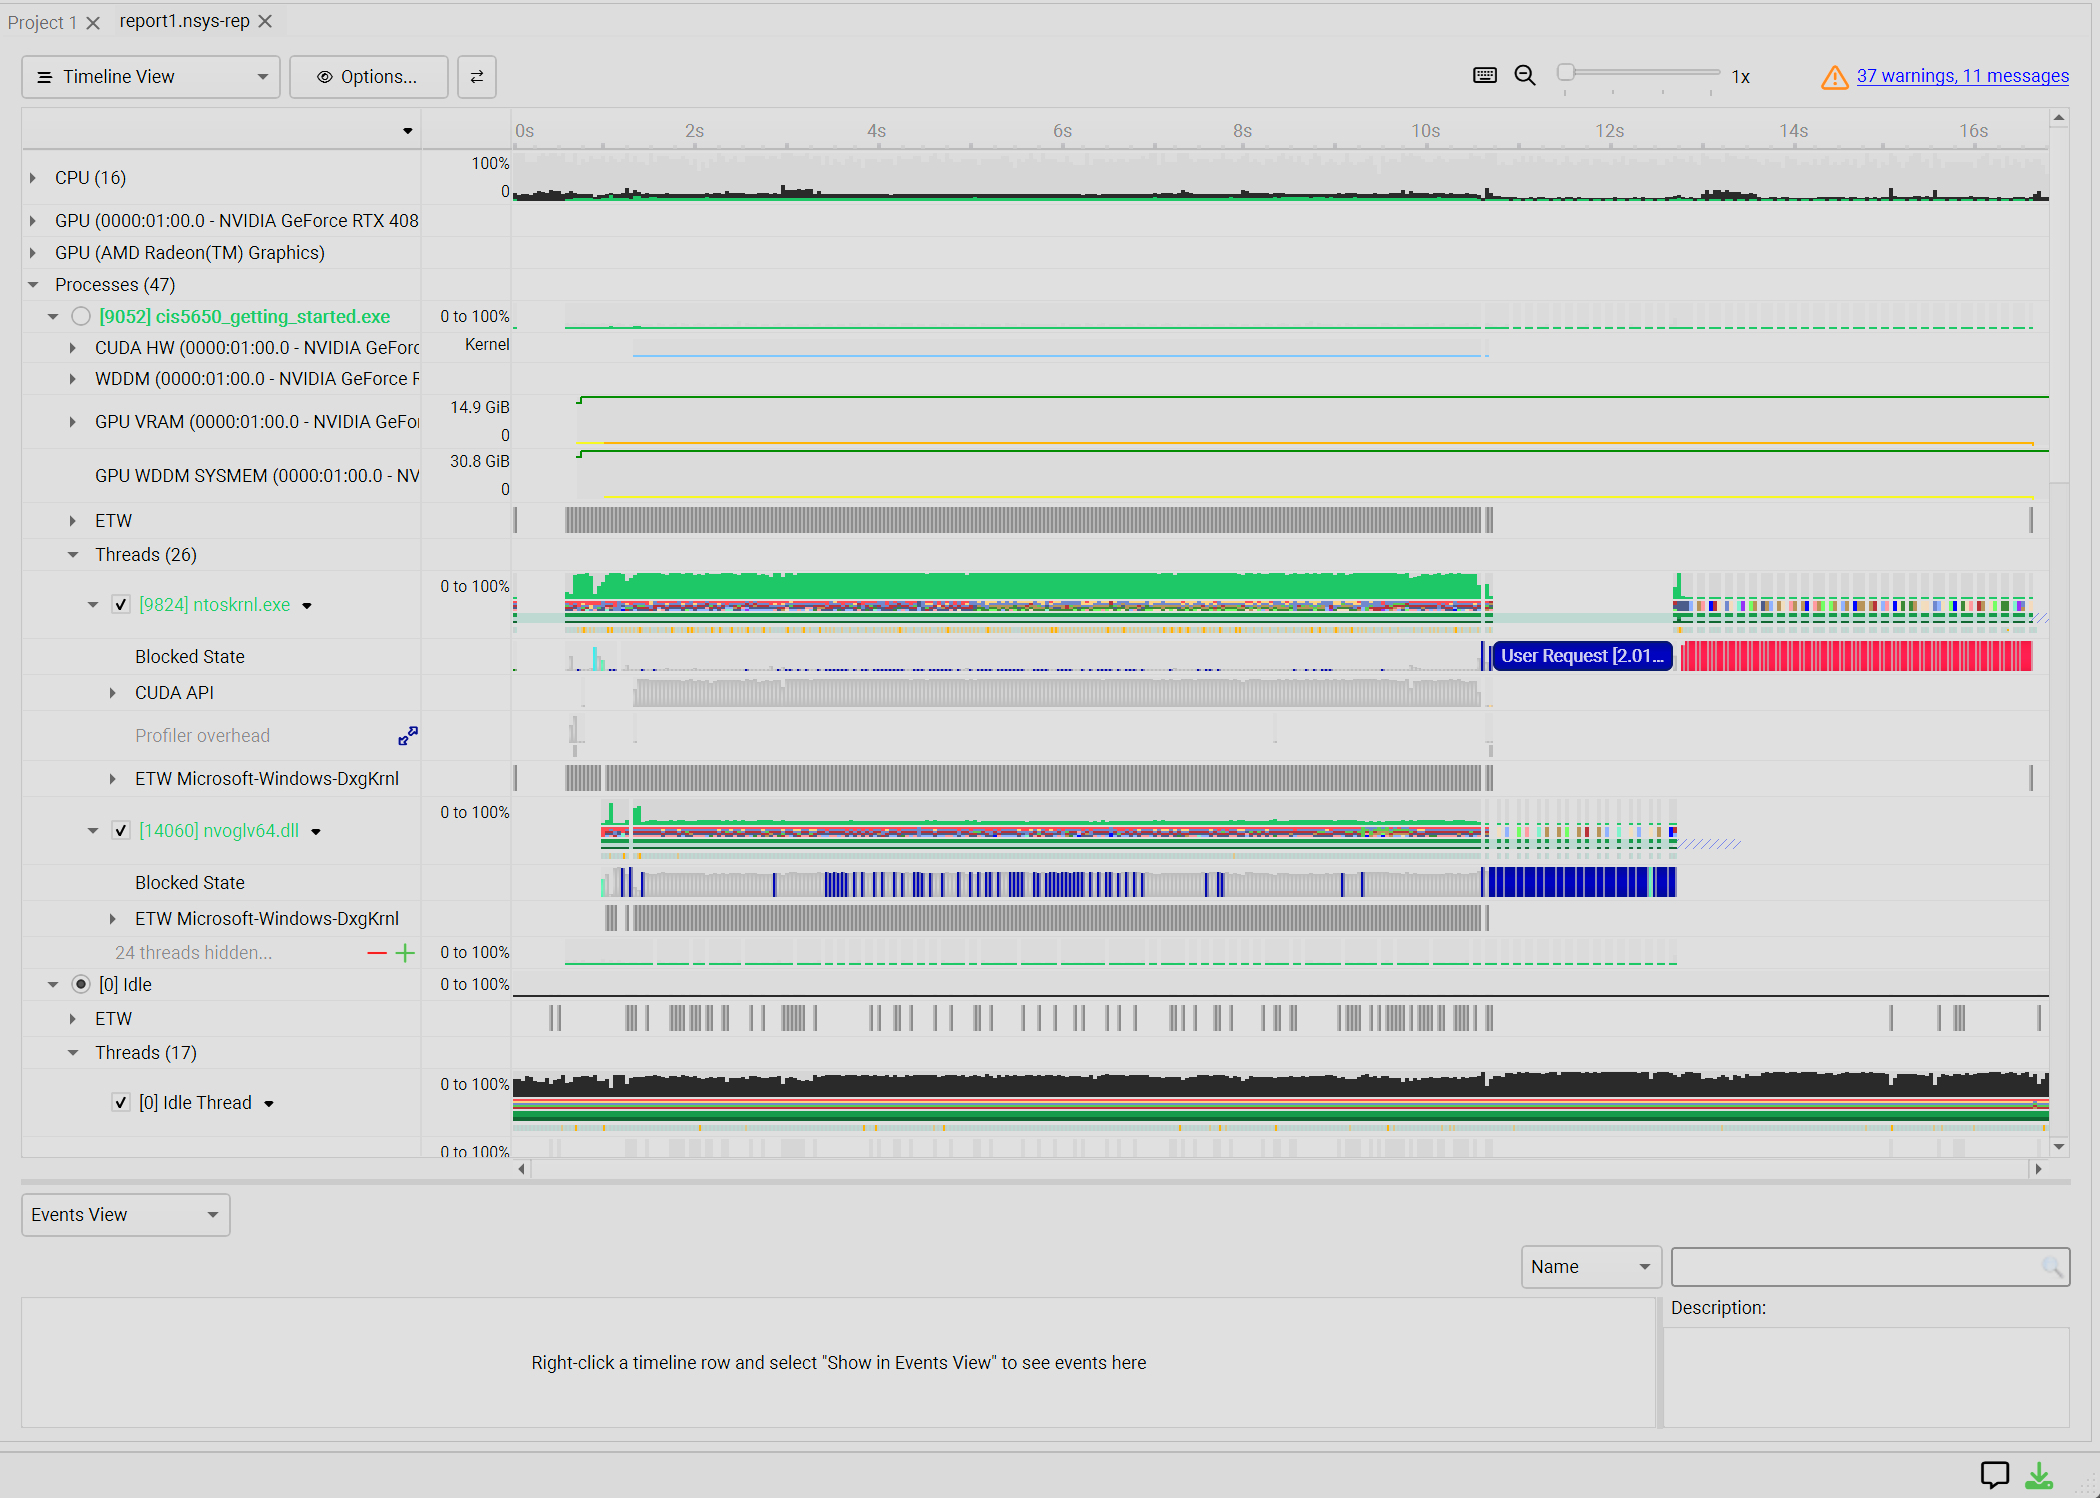 Project 1
report1.nsys-rep
Timeline View
Options...
1x
37 warnings, 11 messages
0s 2s 4s 6s 8s 10s 12s 14s 16s
CPU (16)
100%
0
GPU (0000:01:00.0 - NVIDIA GeForce RTX 408
GPU (AMD Radeon(TM) Graphics)
Processes (47)
[9052] cis5650_getting_started.exe
0 to 100%
CUDA HW (0000:01:00.0 - NVIDIA GeForc
Kernel
WDDM (0000:01:00.0 - NVIDIA GeForce R
GPU VRAM (0000:01:00.0 - NVIDIA GeFor
14.9 GiB
0
GPU WDDM SYSMEM (0000:01:00.0 - NV
30.8 GiB
0
ETW
Threads (26)
[9824] ntoskrnl.exe
0 to 100%
Blocked State
User Request [2.01...
CUDA API
Profiler overhead
ETW Microsoft-Windows-DxgKrnl
[14060] nvoglv64.dll
0 to 100%
Blocked State
ETW Microsoft-Windows-DxgKrnl
24 threads hidden...
0 to 100%
[0] Idle
0 to 100%
ETW
Threads (17)
[0] Idle Thread
0 to 100%
0 to 100%
Events View
Name
Description:
Right-click a timeline row and select "Show in Events View" to see events here